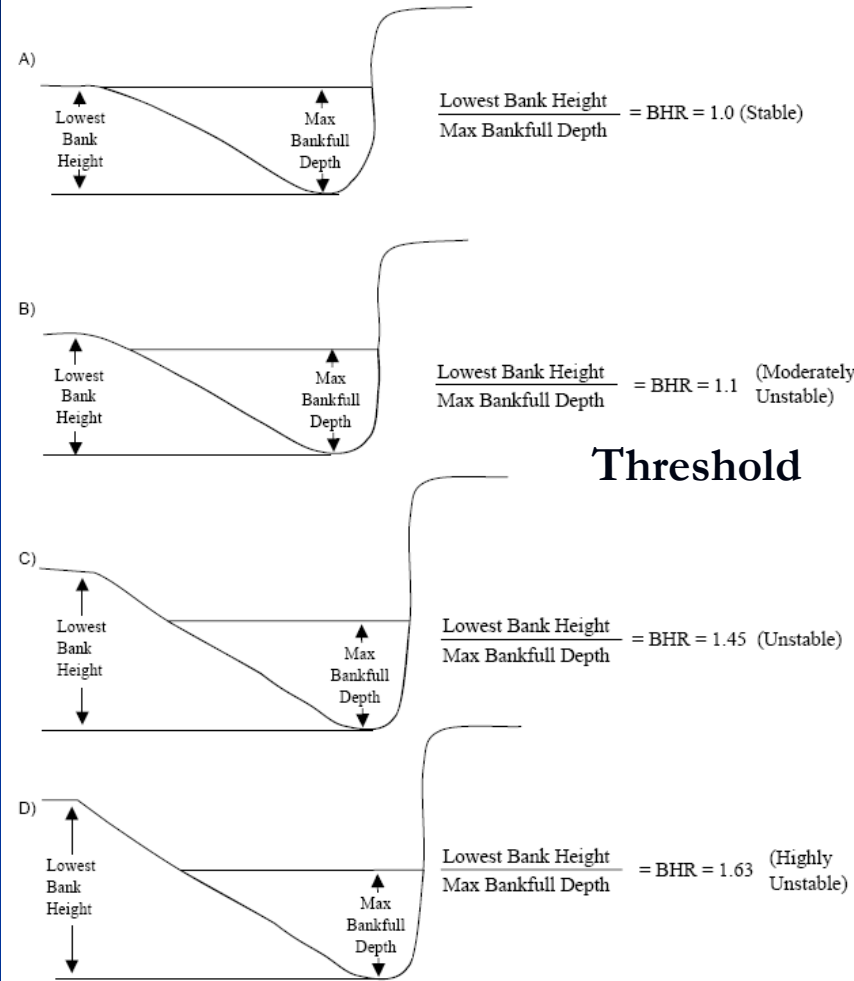 A)
Lowest
Bank
Height
Max
Bankfull
Depth
Lowest Bank Height
Max Bankfull Depth
= BHR = 1.0 (Stable)
B)
Lowest
Bank
Height
Max
Bankfull
Depth
Lowest Bank Height
Max Bankfull Depth
= BHR = 1.1
(Moderately
Unstable)
Threshold
C)
Lowest
Bank
Height
Max
Bankfull
Depth
Lowest Bank Height
Max Bankfull Depth
= BHR = 1.45 (Unstable)
D)
Lowest
Bank
Height
Max
Bankfull
Depth
Lowest Bank Height
Max Bankfull Depth
= BHR = 1.63
(Highly
Unstable)